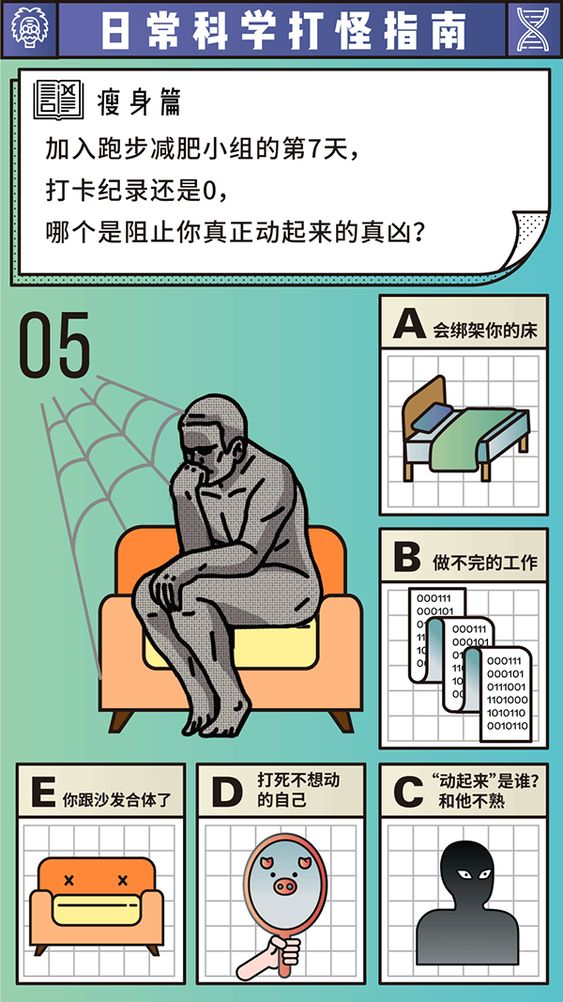 日常科学打怪指南
瘦身篇
加入跑步减肥小组的第7天，
打卡纪录还是0，
哪个是阻止你真正动起来的真凶？
05
A 会绑架你的床
B 做不完的工作
000111
000101
000111
000101
0111001
1101000
1010110
0010110
E 你跟沙发合体了
D 打死不想动
的自己
C “动起来”是谁？
和他不熟